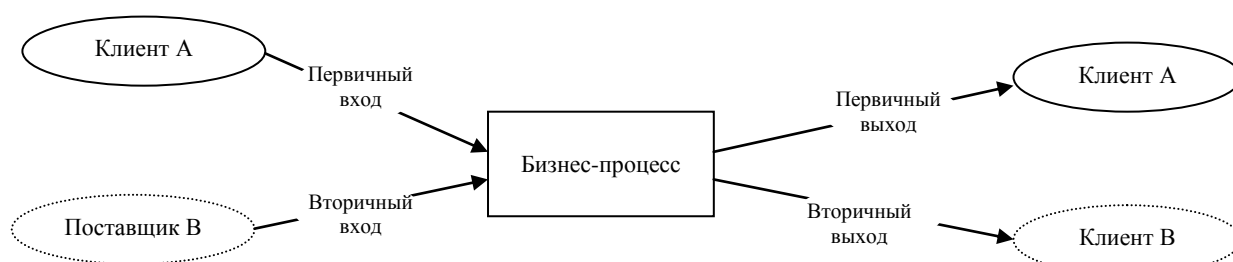 Клиент А
Первичный
вход
Поставщик В
Вторичный
вход
Бизнес-процесс
Первичный
выход
Клиент А
Вторичный
выход
Клиент В